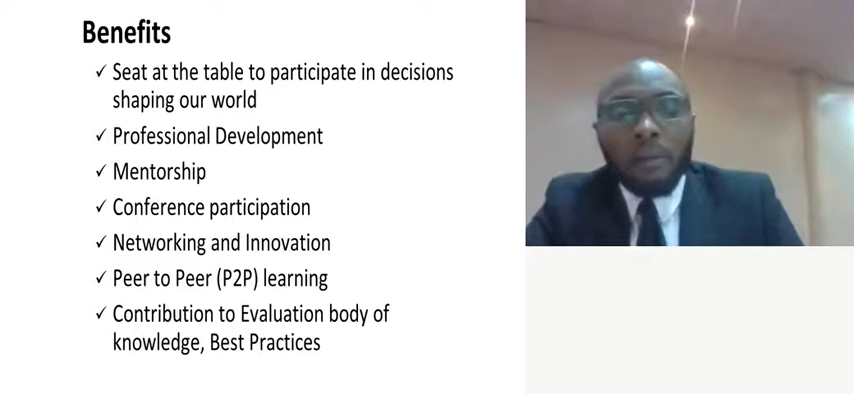 Benefits
✓ Seat at the table to participate in decisions
shaping our world
✓ Professional Development
✓ Mentorship
✓ Conference participation
✓ Networking and Innovation
✓ Peer to Peer (P2P) learning
✓ Contribution to Evaluation body of
knowledge, Best Practices